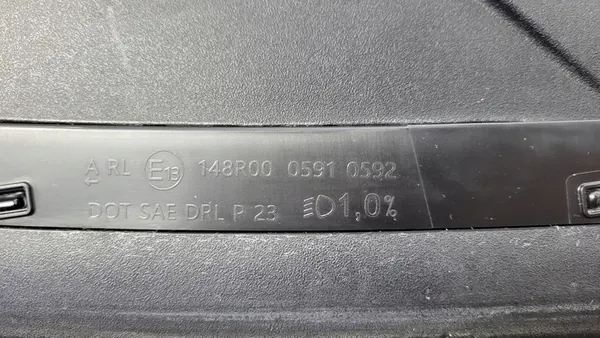 A RL E13 148R00 0591 0592
DOT SAE DRL P 23 1,0%